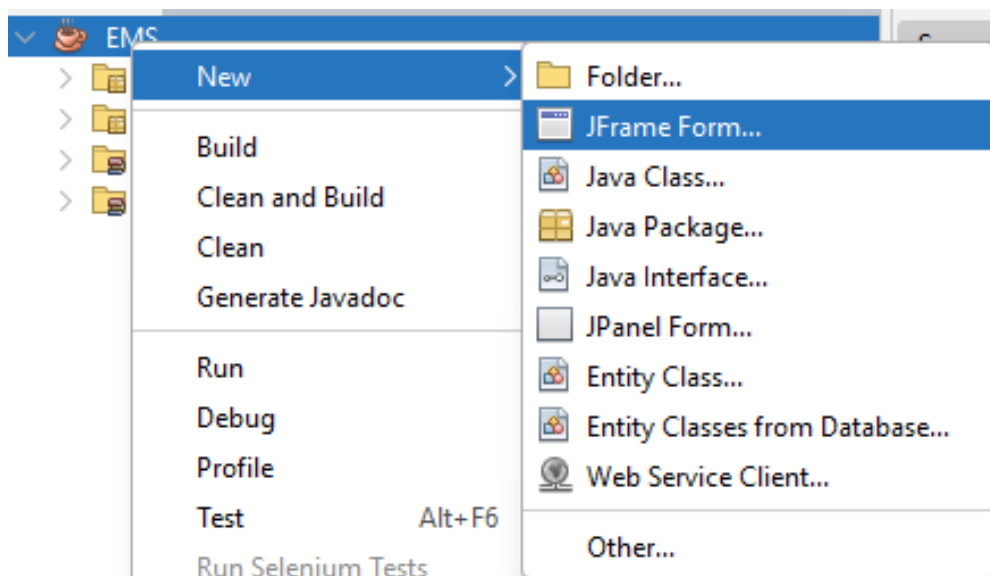 EMS
New
Build
Clean and Build
Clean
Generate Javadoc
Run
Debug
Profile
Test Alt+F6
Run Selenium Tests
Folder...
JFrame Form...
Java Class...
Java Package...
Java Interface...
JPanel Form...
Entity Class...
Entity Classes from Database...
Web Service Client...
Other...